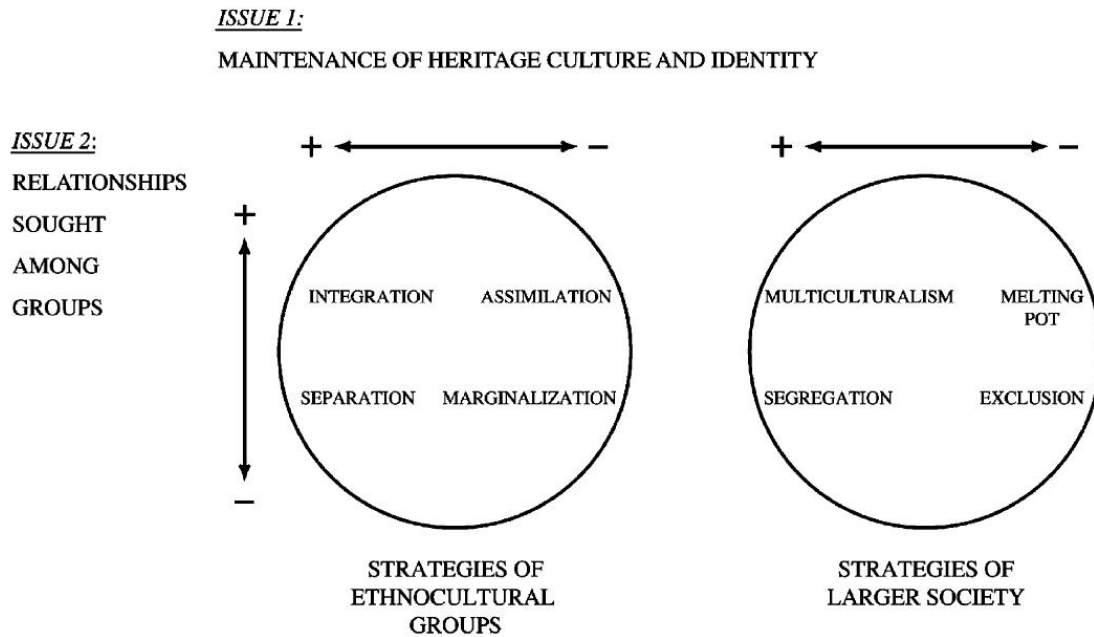 ISSUE 1:
MAINTENANCE OF HERITAGE CULTURE AND IDENTITY
ISSUE 2:
RELATIONSHIPS
SOUGHT
AMONG
GROUPS
+ −
+
−
INTEGRATION ASSIMILATION
SEPARATION MARGINALIZATION
STRATEGIES OF
ETHNOCULTURAL
GROUPS
+ −
MULTICULTURALISM MELTING
POT
SEGREGATION EXCLUSION
STRATEGIES OF
LARGER SOCIETY